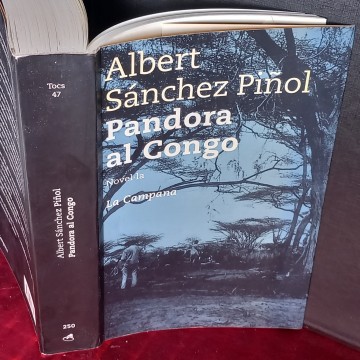 Albert
Sánchez Piñol
Pandora
al Congo
Novel·la
La Campana
Tocs
47
Albert Sánchez Piñol
Pandora al Congo
250